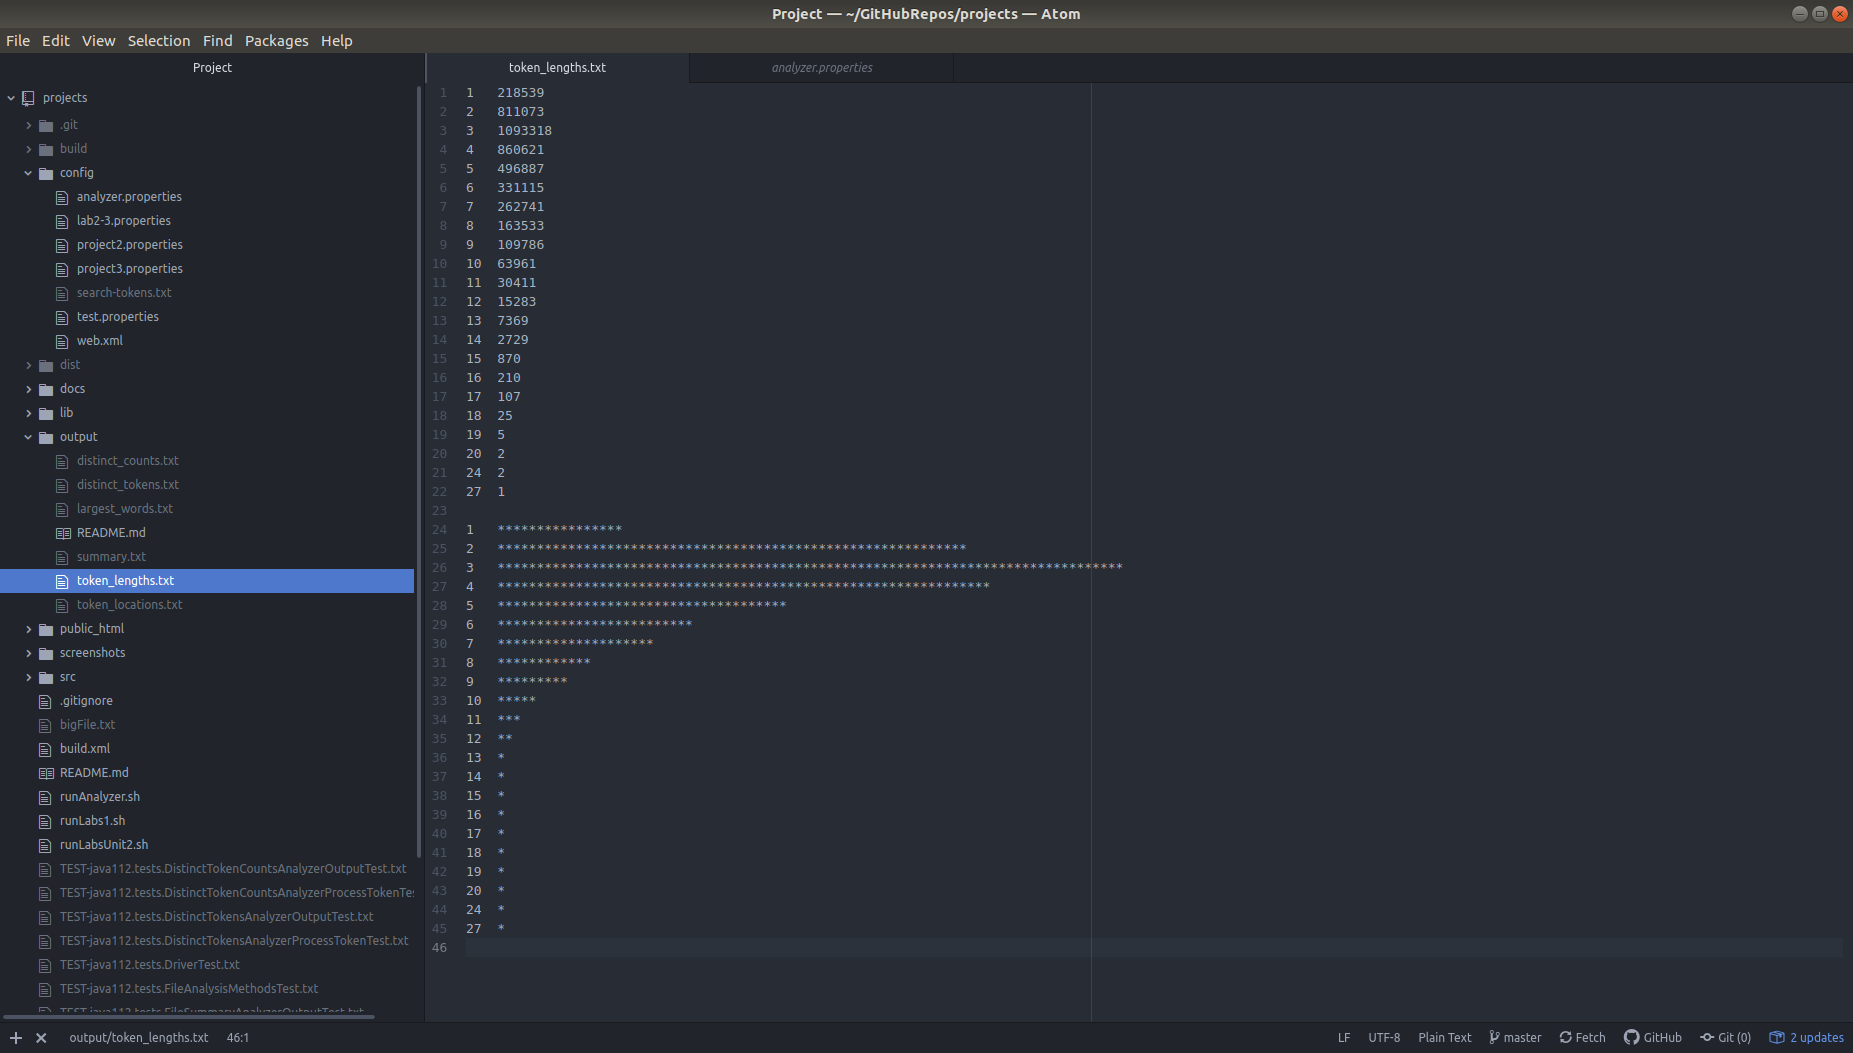 Project — ~/GitHubRepos/projects — Atom
File Edit View Selection Find Packages Help
Project
projects
.git
build
config
analyzer.properties
lab2-3.properties
project2.properties
project3.properties
search-tokens.txt
test.properties
web.xml
dist
docs
lib
output
distinct_counts.txt
distinct_tokens.txt
largest_words.txt
README.md
summary.txt
token_lengths.txt
token_locations.txt
public_html
screenshots
src
.gitignore
bigFile.txt
build.xml
README.md
runAnalyzer.sh
runLabs1.sh
runLabsUnit2.sh
TEST-java112.tests.DistinctTokenCountsAnalyzerOutputTest.txt
TEST-java112.tests.DistinctTokenCountsAnalyzerProcessTokenTes
TEST-java112.tests.DistinctTokensAnalyzerOutputTest.txt
TEST-java112.tests.DistinctTokensAnalyzerProcessTokenTest.txt
TEST-java112.tests.DriverTest.txt
TEST-java112.tests.FileAnalysisMethodsTest.txt
TEST-java112.tests.FileSummaryAnalyzerOutputTest.txt
token_lengths.txt analyzer.properties
1 1 218539
2 2 811073
3 3 1093318
4 4 860621
5 5 496887
6 6 331115
7 7 262741
8 8 163533
9 9 109786
10 10 63961
11 11 30411
12 12 15283
13 13 7369
14 14 2729
15 15 870
16 16 210
17 17 107
18 18 25
19 19 5
20 20 2
21 24 2
22 27 1
23
24 1 ****************
25 2 ************************************************************
26 3 ********************************************************************************
27 4 ***************************************************************
28 5 *************************************
29 6 *************************
30 7 ********************
31 8 ************
32 9 *********
33 10 *****
34 11 ***
35 12 **
36 13 *
37 14 *
38 15 *
39 16 *
40 17 *
41 18 *
42 19 *
43 20 *
44 24 *
45 27 *
46
output/token_lengths.txt 46:1 LF UTF-8 Plain Text master Fetch GitHub Git (0) 2 updates